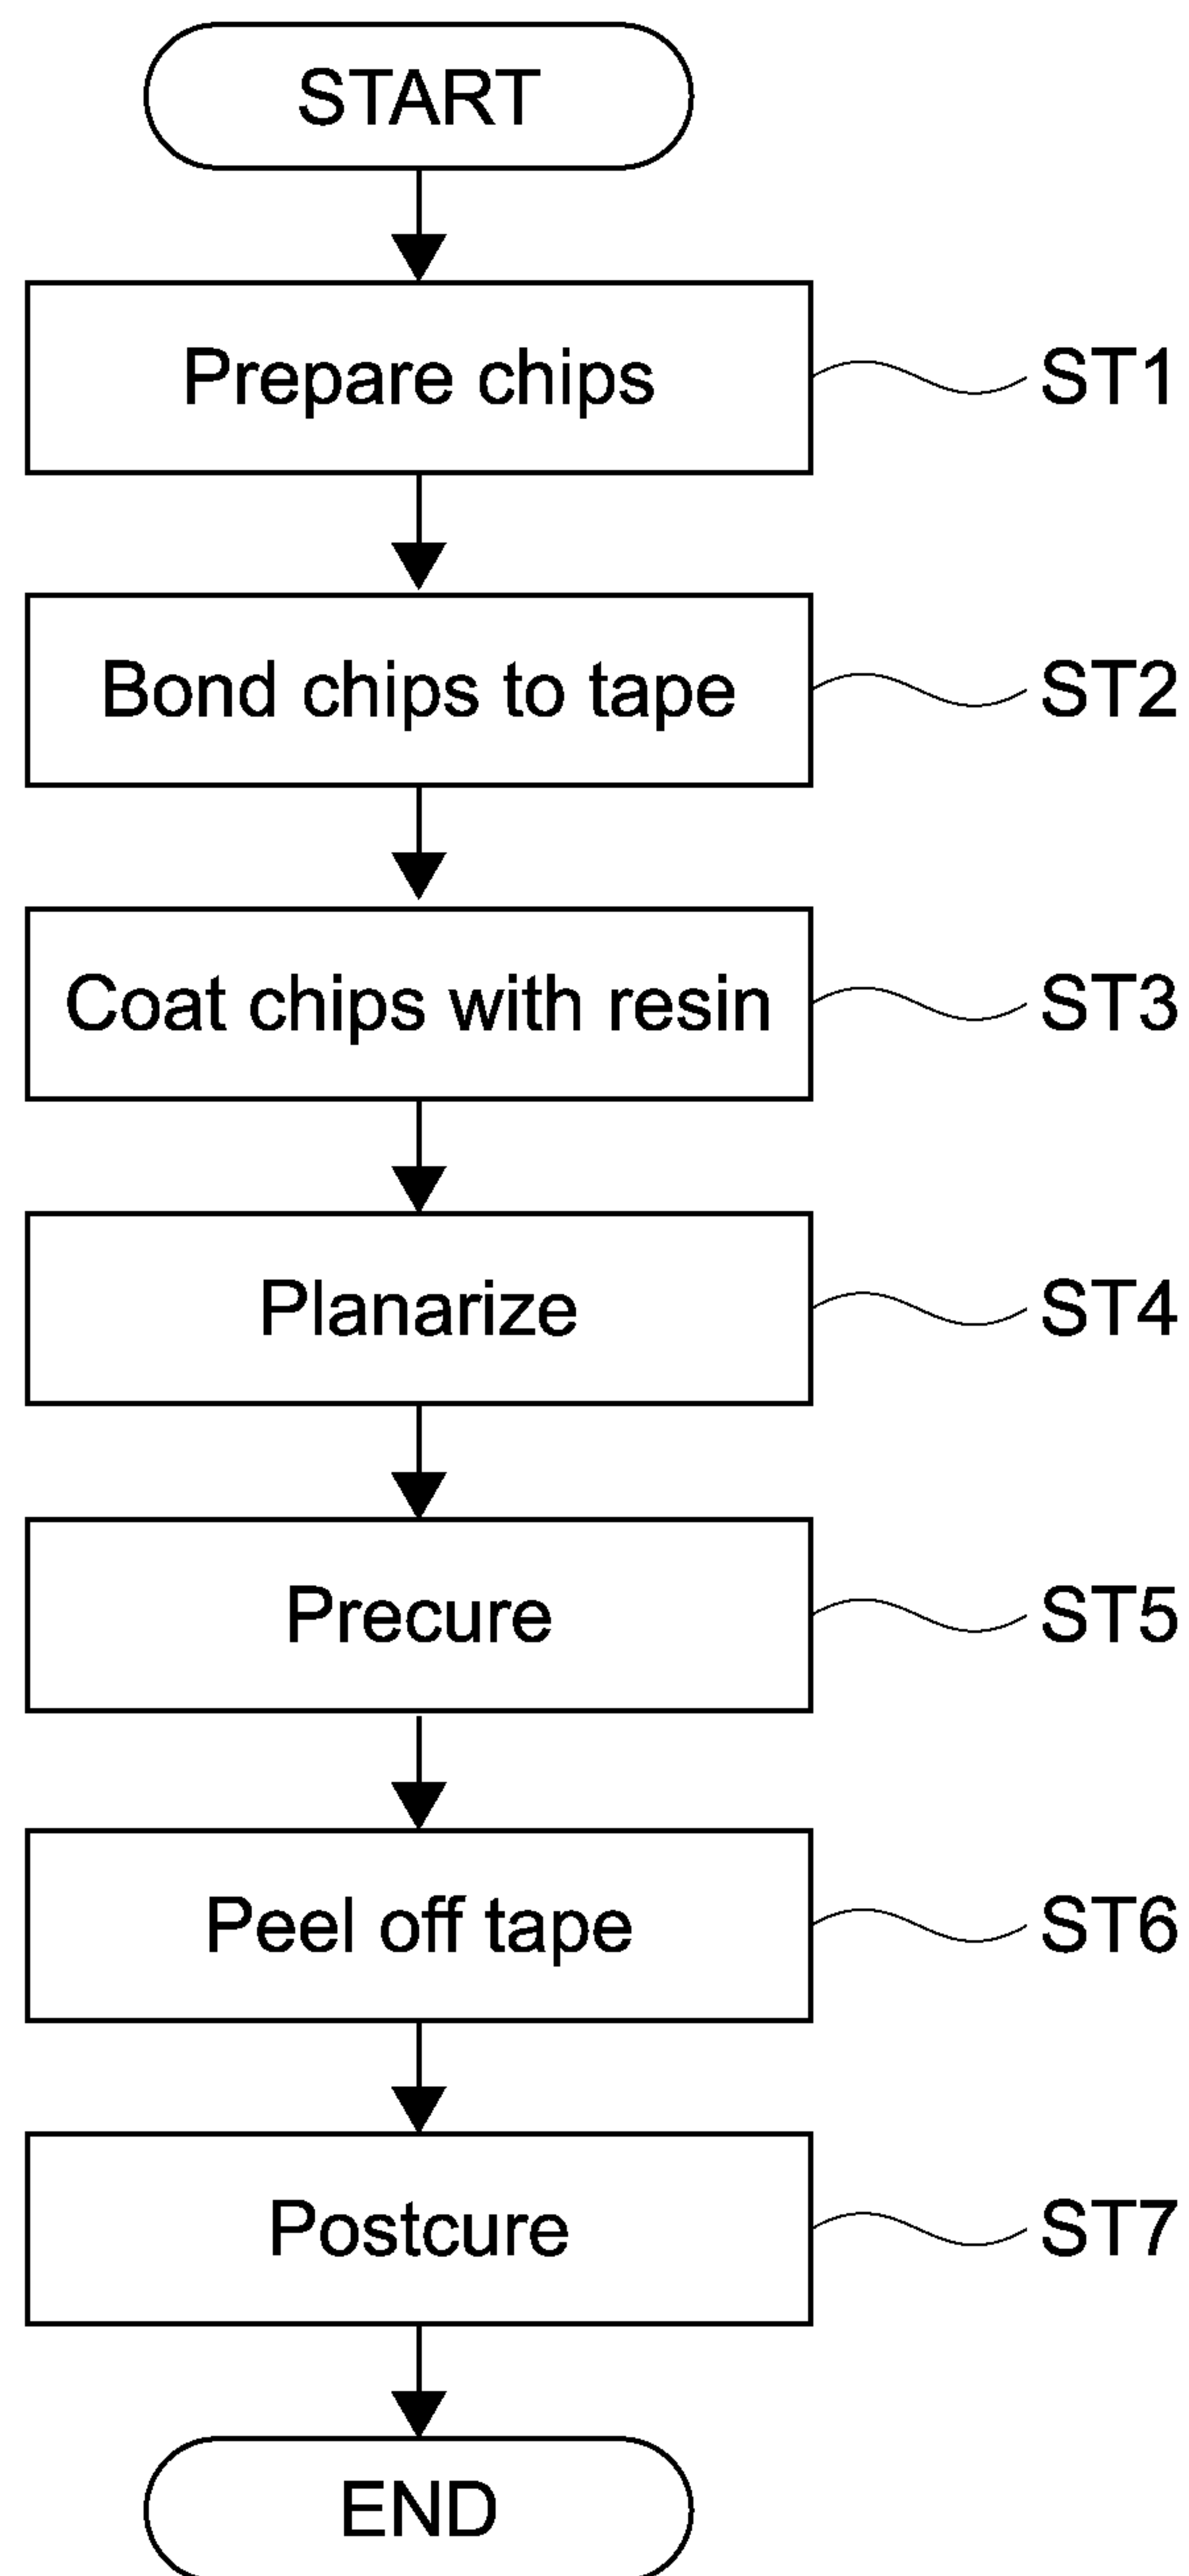 START
Prepare chips
ST1
Bond chips to tape
ST2
Coat chips with resin
ST3
Planarize
ST4
Precure
ST5
Peel off tape
ST6
Postcure
ST7
END